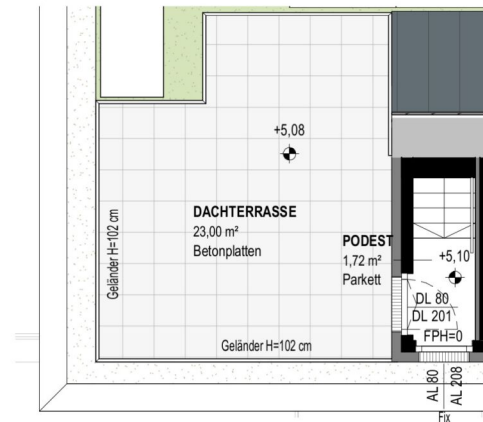 +5,08
DACHTERRASSE
23,00 m²
Betonplatten
Geländer H=102 cm
Geländer H=102 cm
PODEST
1,72 m²
Parkett
+5,10
DL 80
DL 201
FPH=0
AL 80
AL 208
Fix